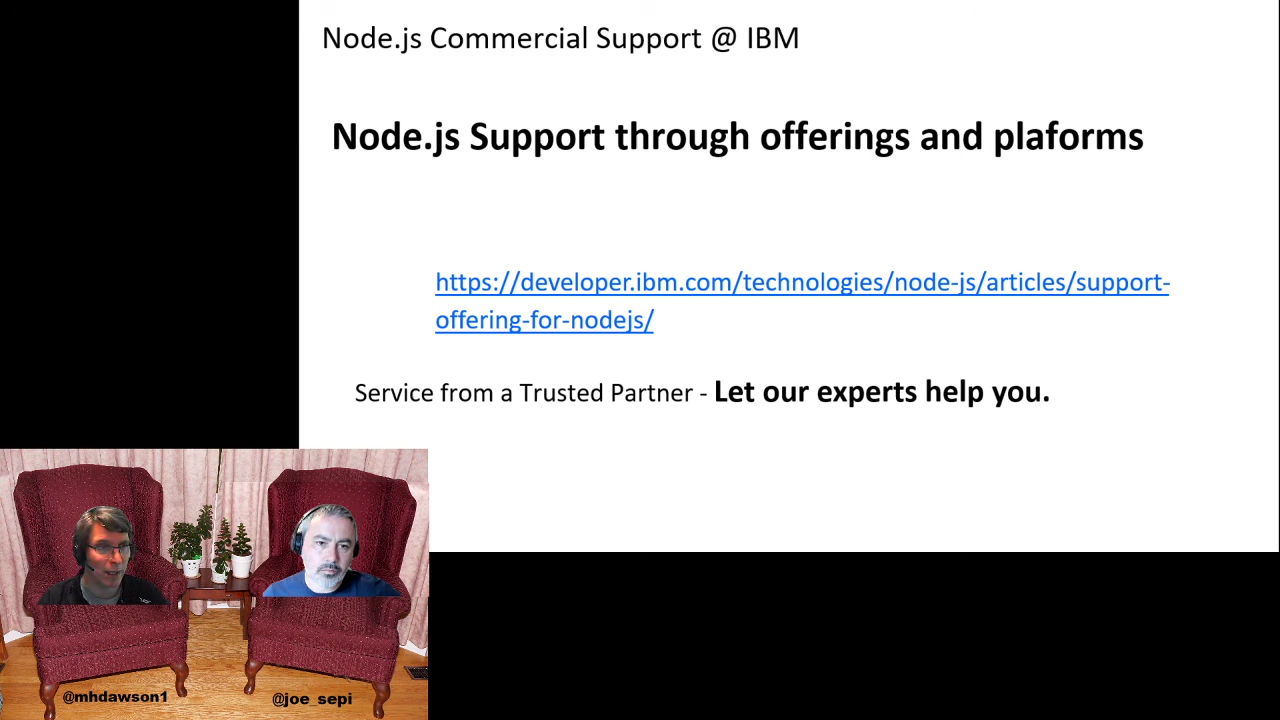 Node.js Commercial Support @ IBM
Node.js Support through offerings and plaforms
https://developer.ibm.com/technologies/node-js/articles/support-
offering-for-nodejs/
Service from a Trusted Partner - Let our experts help you.
@mhdawson1
@joe_sepi